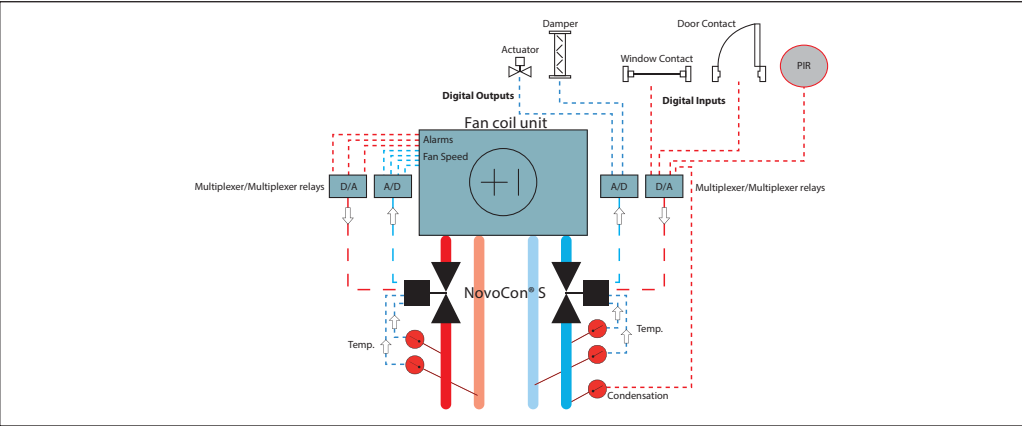 Damper
Door Contact
Actuator
Window Contact
PIR
Digital Outputs
Digital Inputs
Fan coil unit
Alarms
Fan Speed
Multiplexer/Multiplexer relays
D/A
A/D
A/D
D/A
Multiplexer/Multiplexer relays
NovoCon® S
Temp.
Temp.
Condensation